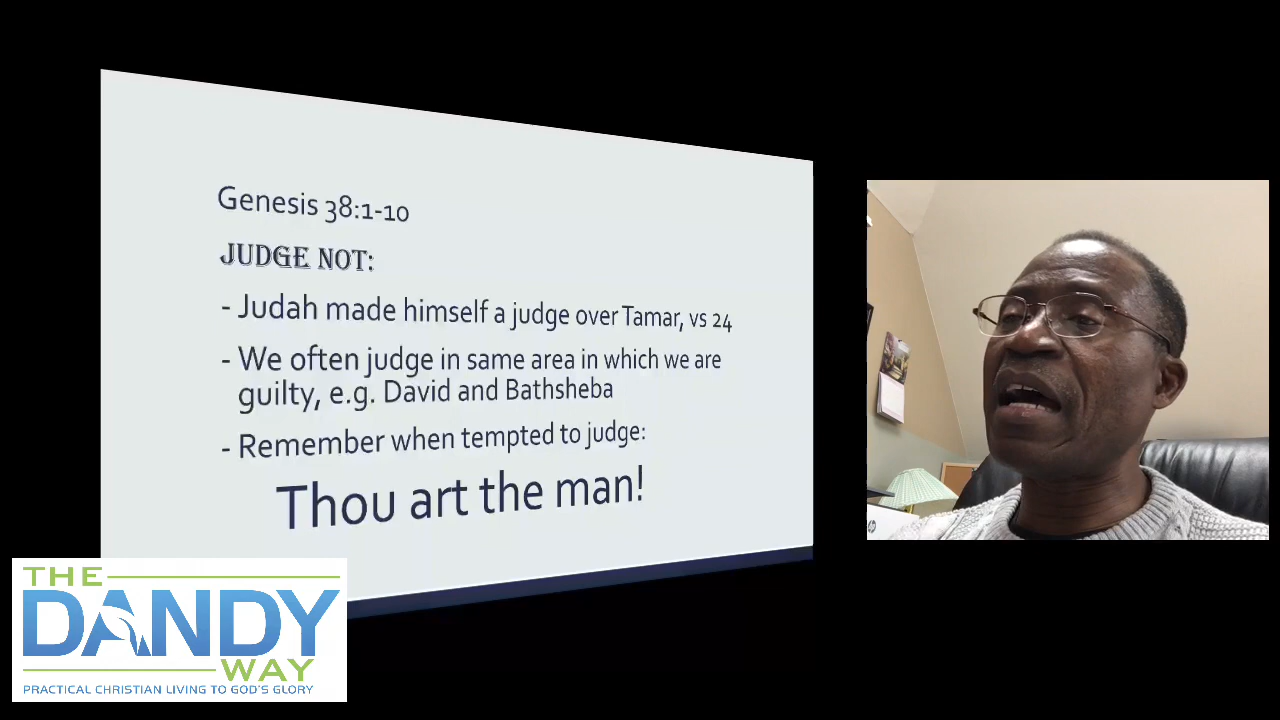 Genesis 38:1-10
JUDGE NOT:
- Judah made himself a judge over Tamar, vs 24
- We often judge in same area in which we are
guilty, e.g. David and Bathsheba
- Remember when tempted to judge:
Thou art the man!
THE
DANDY
WAY
PRACTICAL CHRISTIAN LIVING TO GOD'S GLORY
hp